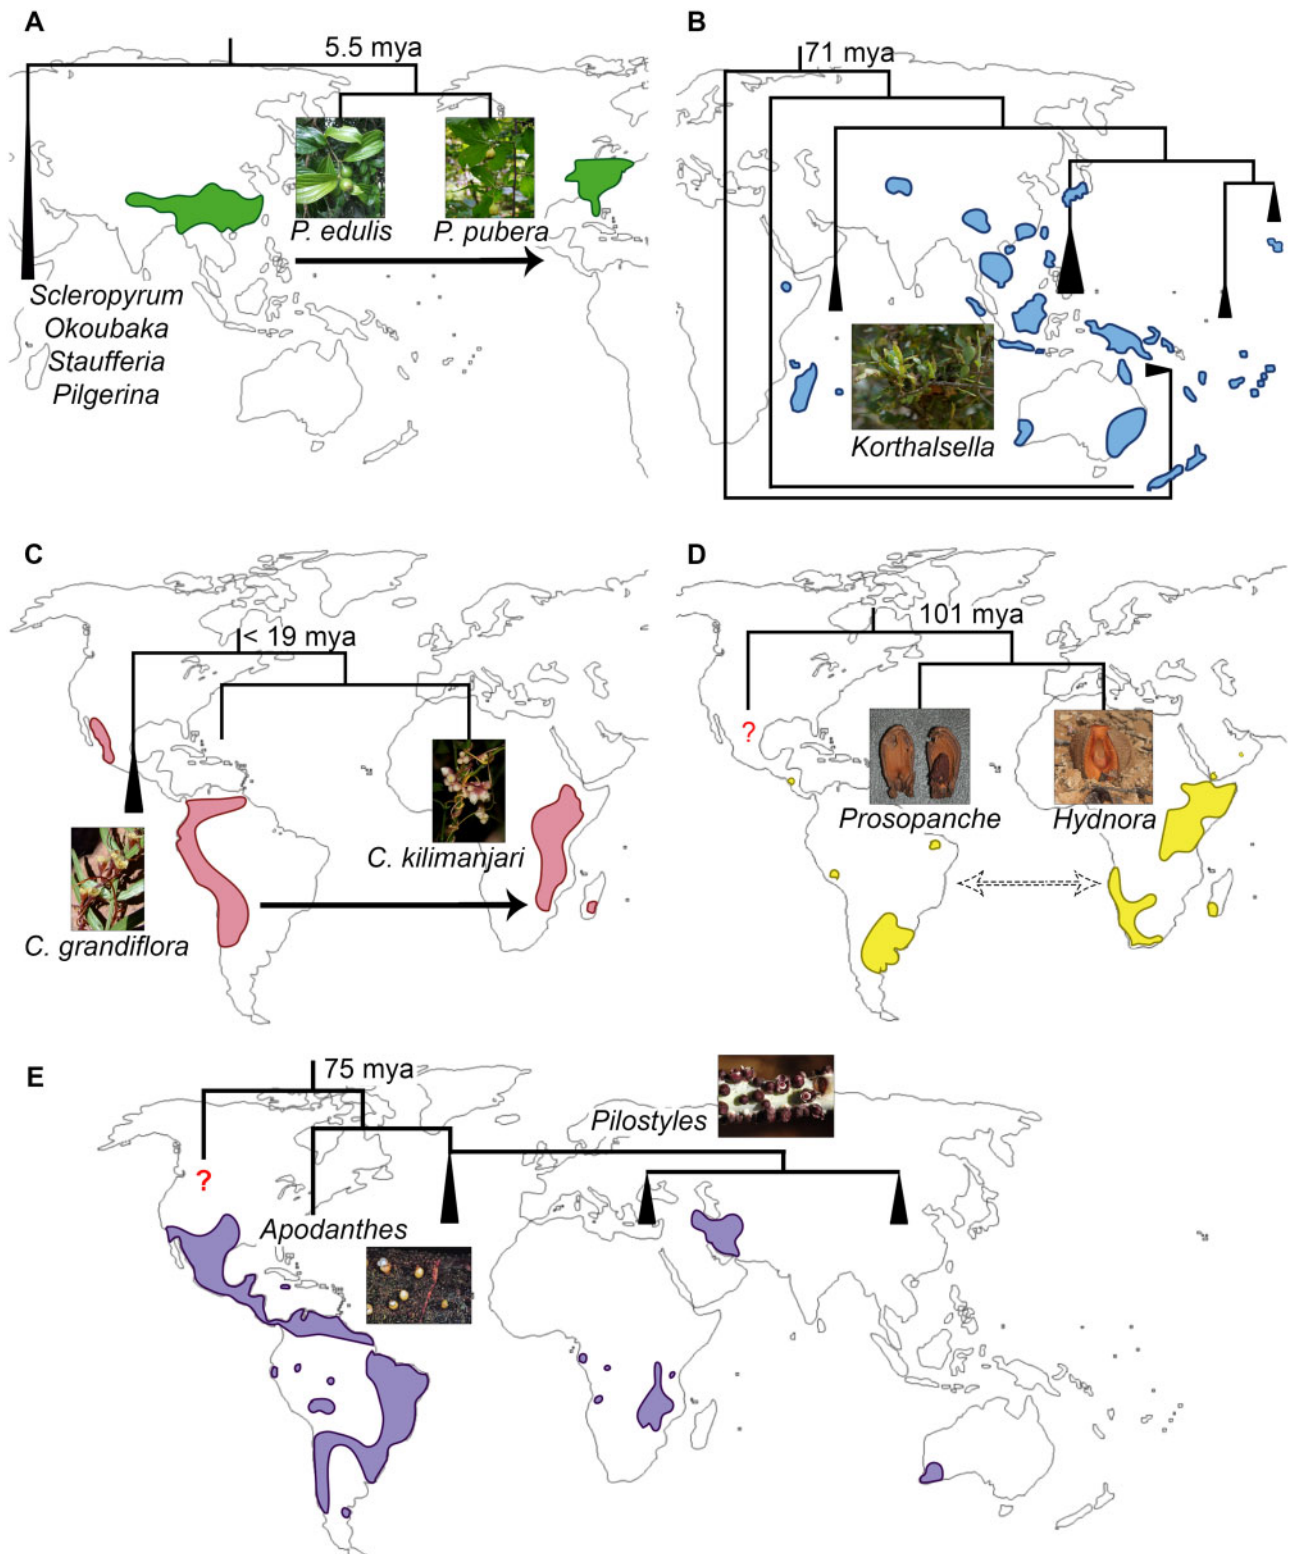 A
5.5 mya
P. edulis
P. pubera
Scleropyrum
Okoubaka
Staufferia
Pilgerina
B
71 mya
Korthalsella
C
< 19 mya
C. kilimanjari
C. grandiflora
D
101 mya
?
Prosopanche
Hydnora
E
75 mya
Pilostyles
?
Apodanthes